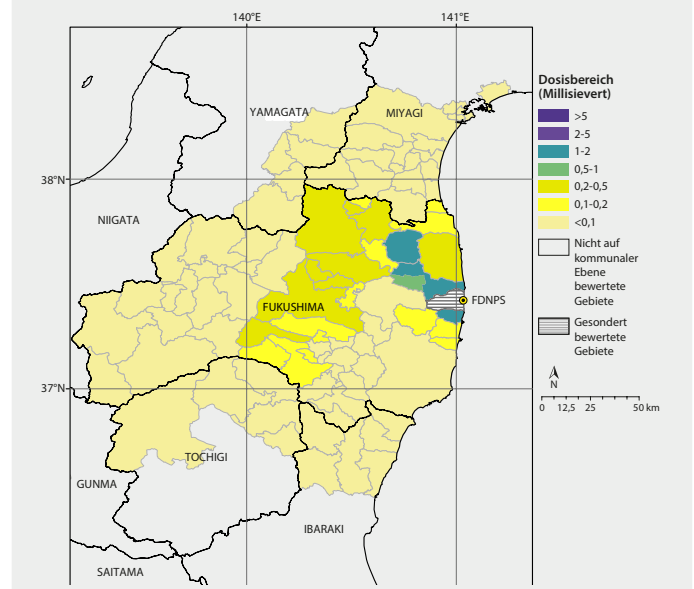 140°E 141°E
YAMAGATA
MIYAGI
38°N
NIIGATA
FUKUSHIMA
FDNPS
37°N
TOCHIGI
GUNMA
IBARAKI
SAITAMA
Dosisbereich
(Millisievert)
>5
2-5
1-2
0,5-1
0,2-0,5
0,1-0,2
<0,1
Nicht auf
kommunaler
Ebene
bewertete
Gebiete
Gesondert
bewertete
Gebiete
N
0 12,5 25 50 km